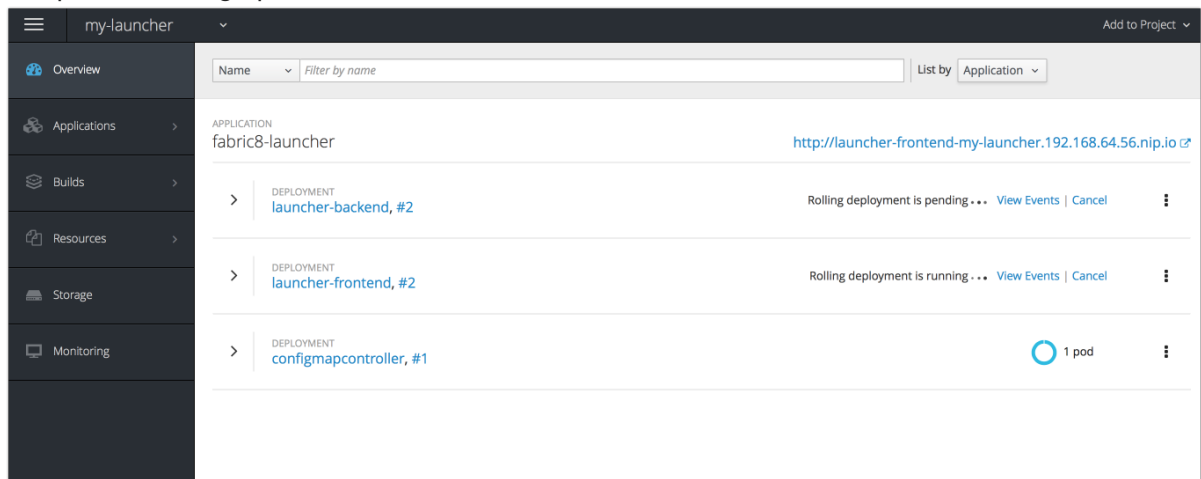 my-launcher
Add to Project
Overview
Applications
Builds
Resources
Storage
Monitoring
Name
Filter by name
List by
Application
APPLICATION
fabric8-launcher
http://launcher-frontend-my-launcher.192.168.64.56.nip.io
DEPLOYMENT
launcher-backend, #2
Rolling deployment is pending... View Events | Cancel
DEPLOYMENT
launcher-frontend, #2
Rolling deployment is running... View Events | Cancel
DEPLOYMENT
configmapcontroller, #1
1 pod